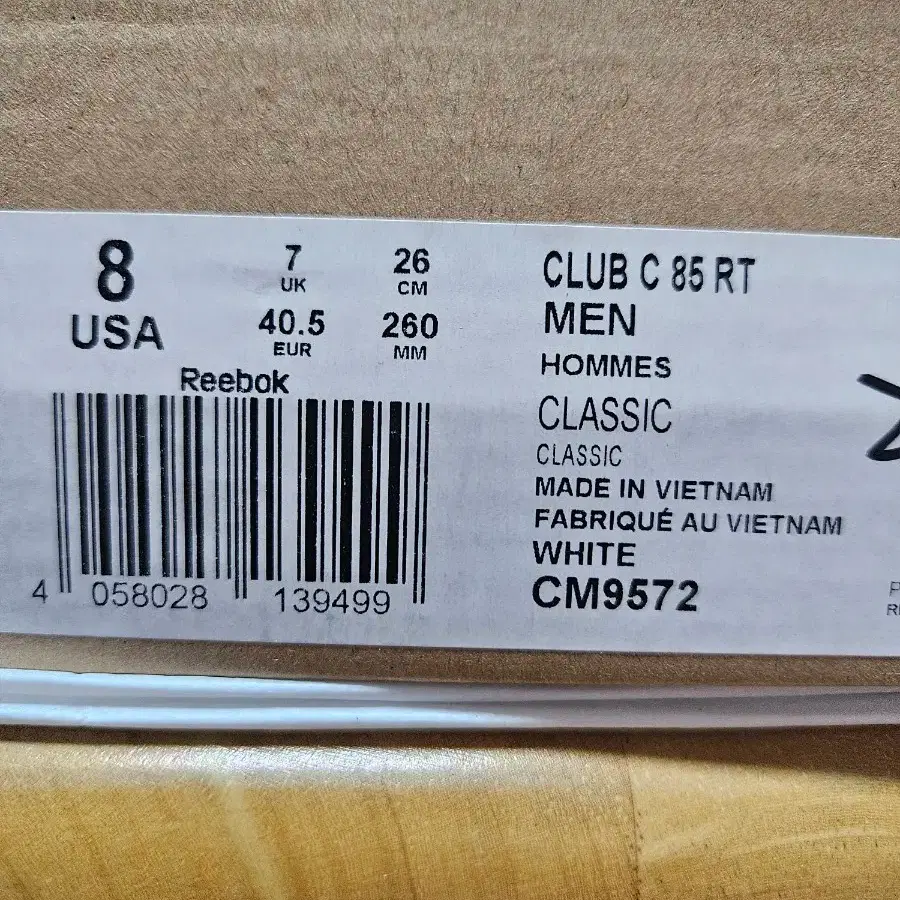 8
USA
7
UK
40.5
EUR
26
CM
260
MM
Reebok
4 058028 139499
CLUB C 85 RT
MEN
HOMMES
CLASSIC
CLASSIC
MADE IN VIETNAM
FABRIQUÉ AU VIETNAM
WHITE
CM9572